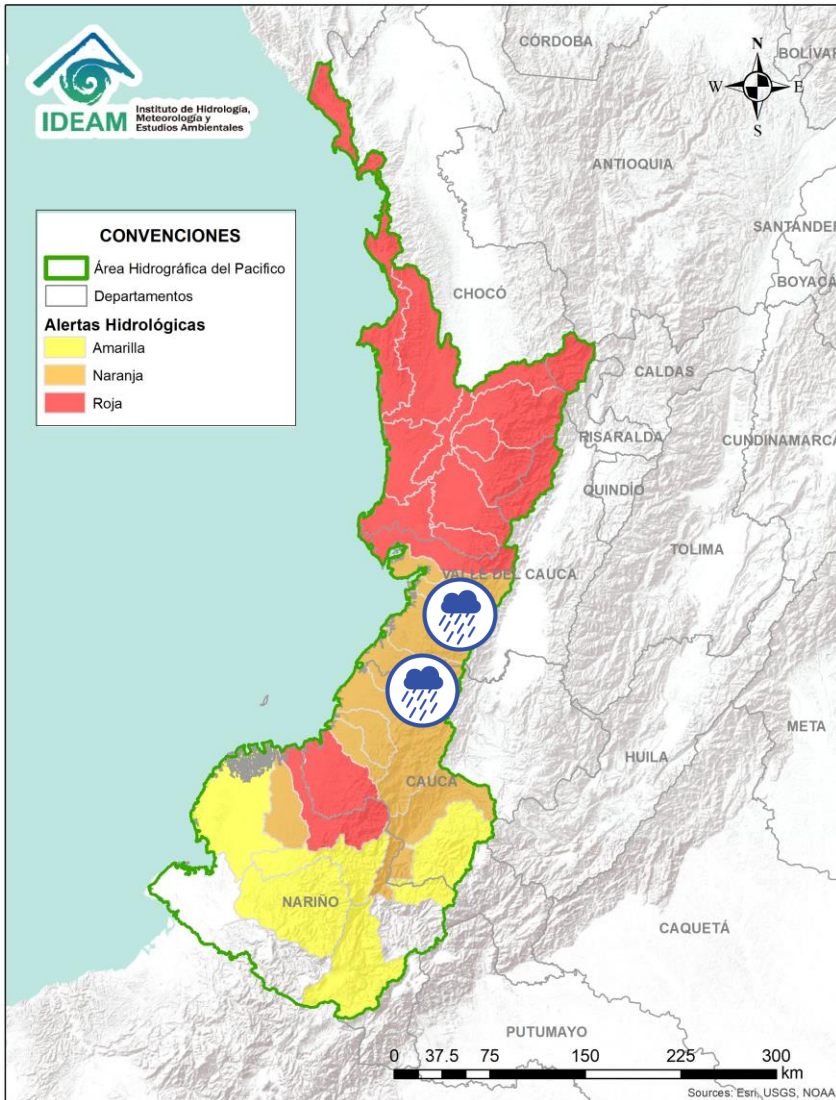 IDEAM
Instituto de Hidrología,
Meteorología y
Estudios Ambientales
CÓRDOBA
BOLÍVAR
N
W
E
S
ANTIOQUIA
SANTANDER
BOYACÁ
CHOCÓ
CONVENCIONES
Área Hidrográfica del Pacifico
Departamentos
Alertas Hidrológicas
Amarilla
Naranja
Roja
CALDAS
RISARALDA
CUNDINAMARCA
QUINDÍO
TOLIMA
VALLE DEL CAUCA
META
HUILA
CAUCA
NARIÑO
CAQUETÁ
PUTUMAYO
0 37.5 75 150 225 300
km
Sources: Esri, USGS, NOAA